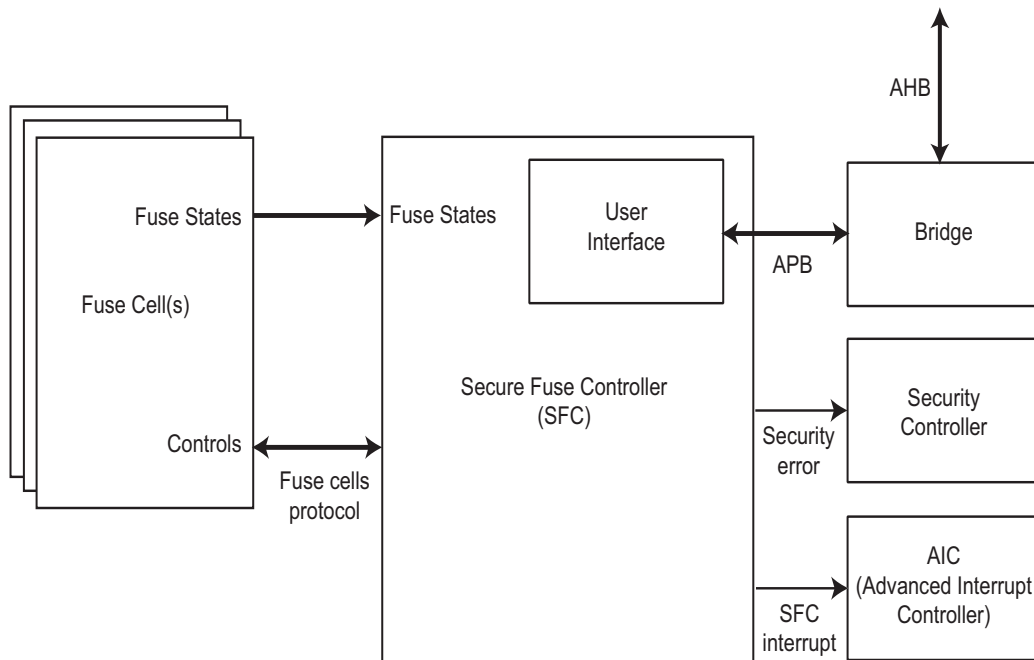 AHB
Fuse States
Fuse States
User
Interface
Bridge
APB
Fuse Cell(s)
Secure Fuse Controller
(SFC)
Security
Controller
Security
error
Controls
Fuse cells
protocol
AIC
(Advanced Interrupt
Controller)
SFC
interrupt